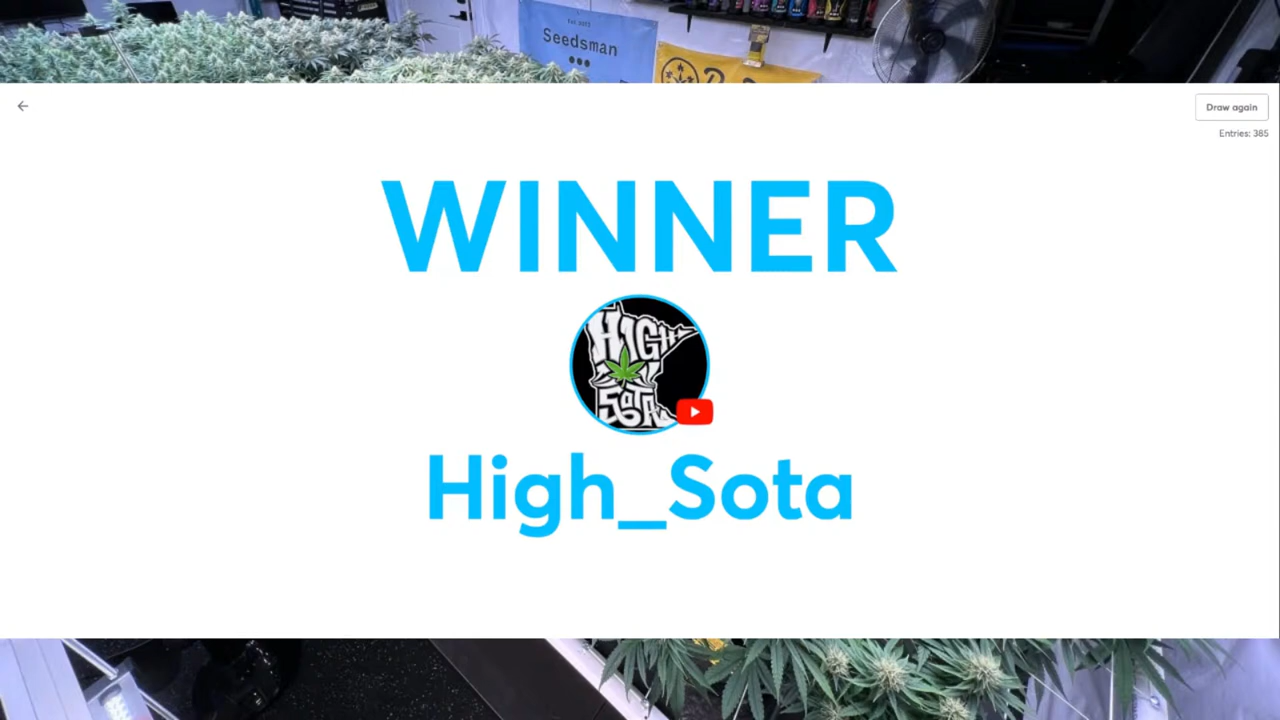 Est. 2003
Seedsman
Draw again
Entries: 385
WINNER
HIGH
SOTA
High_Sota